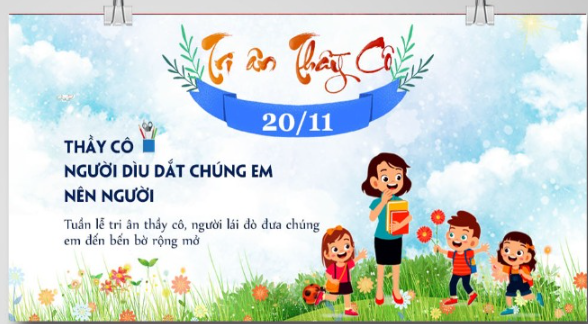 Tri ân Thầy Cô
20/11
THẦY CÔ
NGƯỜI DÌU DẮT CHÚNG EM
NÊN NGƯỜI
Tuần lễ tri ân thầy cô, người lái đò đưa chúng
em đến bến bờ rộng mở